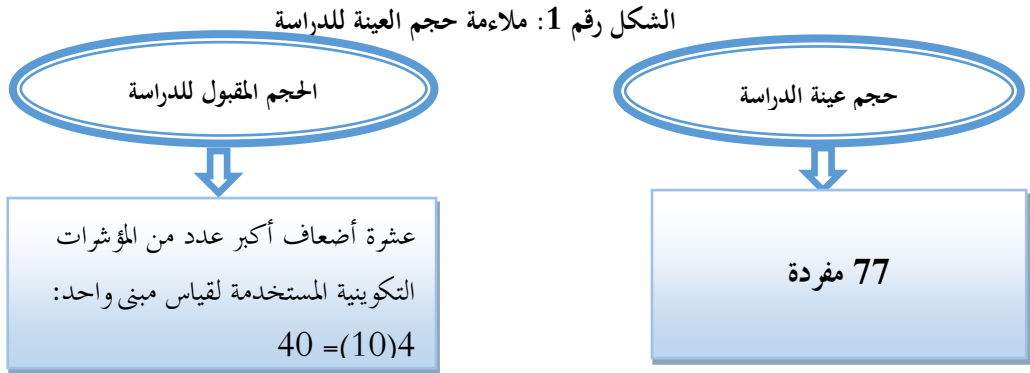 الشكل رقم 1: ملاءمة حجم العينة للدراسة
حجم عينة الدراسة
77 مفردة
الحجم المقبول للدراسة
عشرة أضعاف أكبر عدد من المؤشرات
التكوينية المستخدمة لقياس مبنى واحد:
4(10)= 40